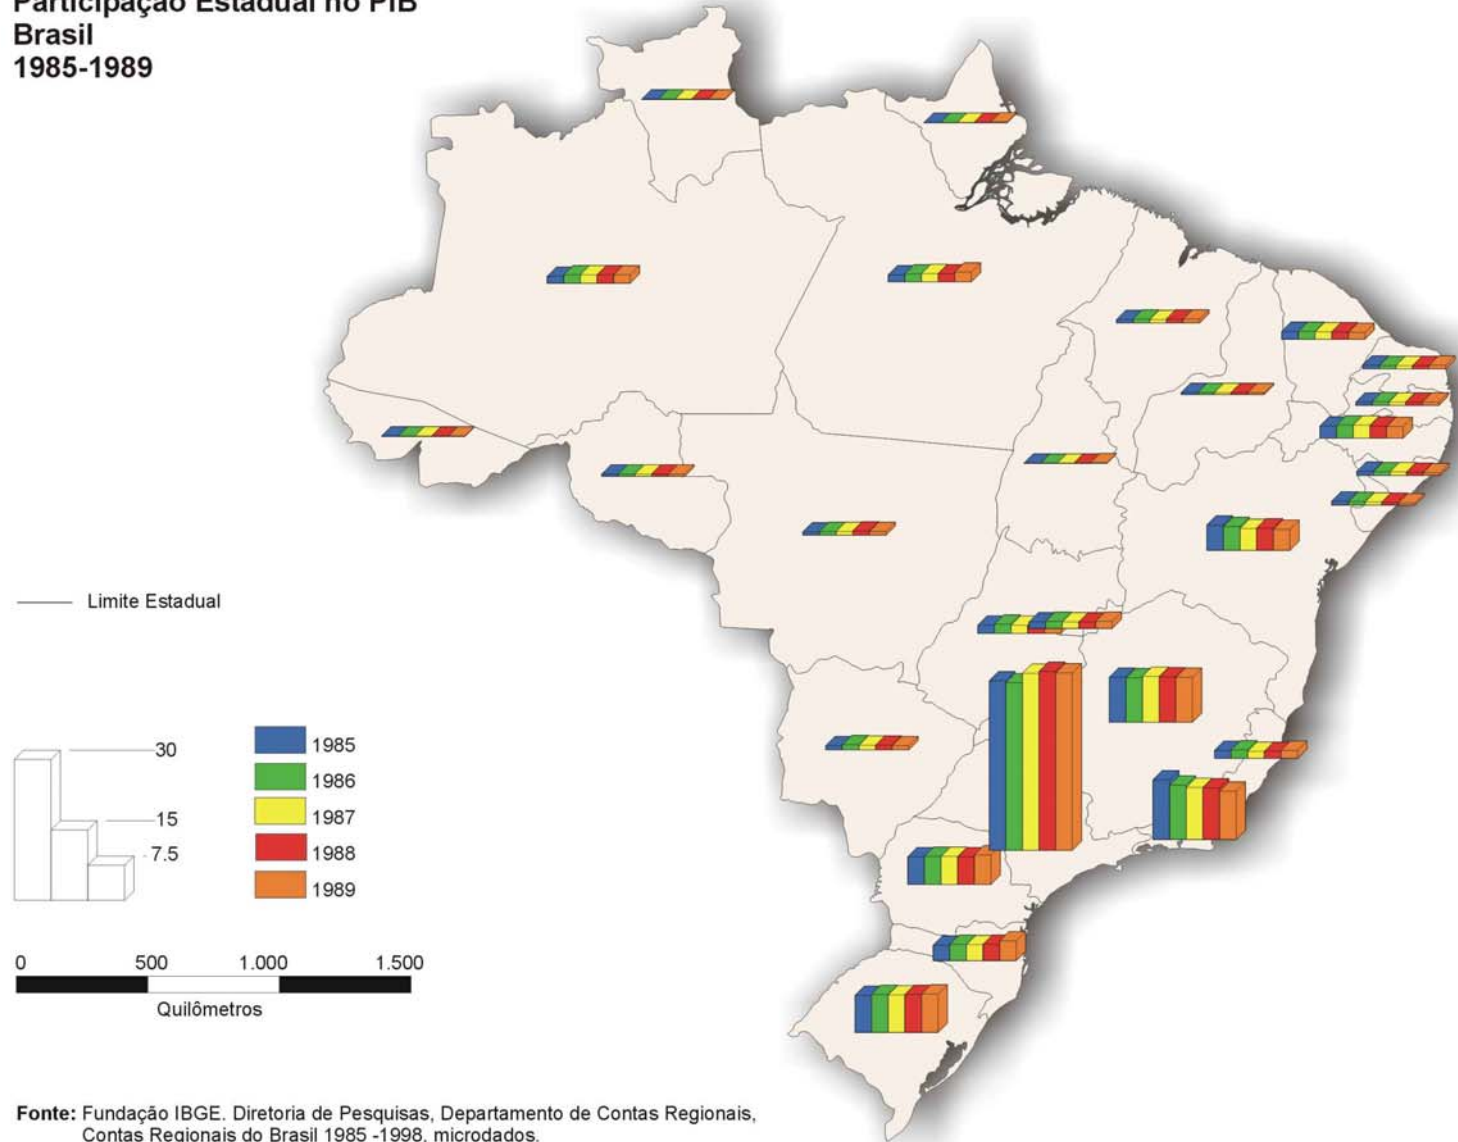 Participação Estadual no PIB
Brasil
1985-1989
Limite Estadual
30
15
7.5
1985
1986
1987
1988
1989
0 500 1.000 1.500
Quilômetros
Fonte: Fundação IBGE. Diretoria de Pesquisas, Departamento de Contas Regionais,
Contas Regionais do Brasil 1985 -1998, microdados.